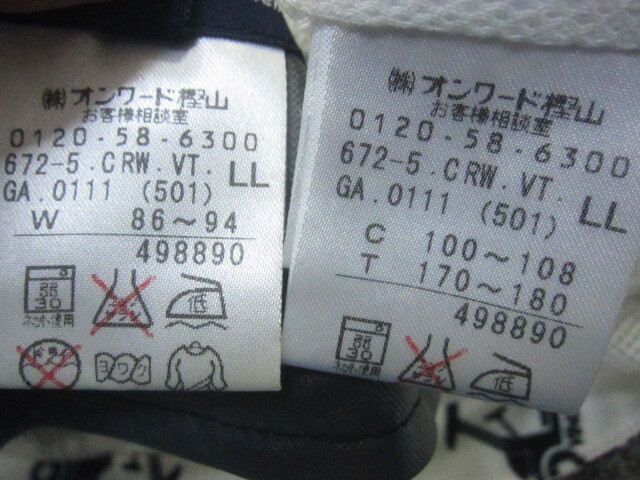 ㈱オンワード樫山
お客様相談室
0120-58-6300
672-5.CRW.VT. LL
GA.0111 (501)
W 86～94
498890
弱
30
ネット使用
エンソ
低
ヨワク
㈱オンワード樫山
お客様相談室
0120-58-6300
672-5.CRW.VT. LL
GA.0111 (501)
C 100～108
T 170～180
498890
弱
30
ネット使用
低